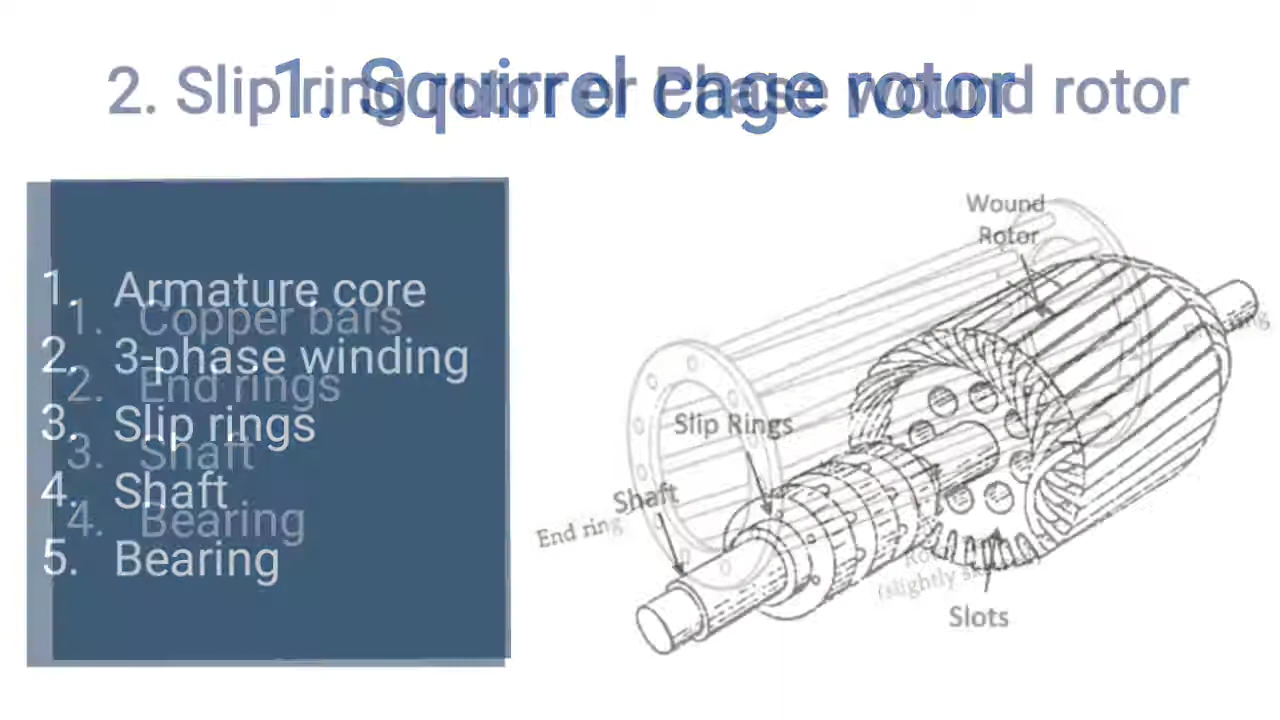 2. Slip ring rotor or Phase wound rotor
1. Squirrel cage rotor
1. Armature core
2. 3-phase winding
3. Slip rings
4. Shaft
5. Bearing
1. Copper bars
2. End rings
3. Shaft
4. Bearing
Wound
Rotor
Slip Rings
Shaft
End ring
(slightly
Slots